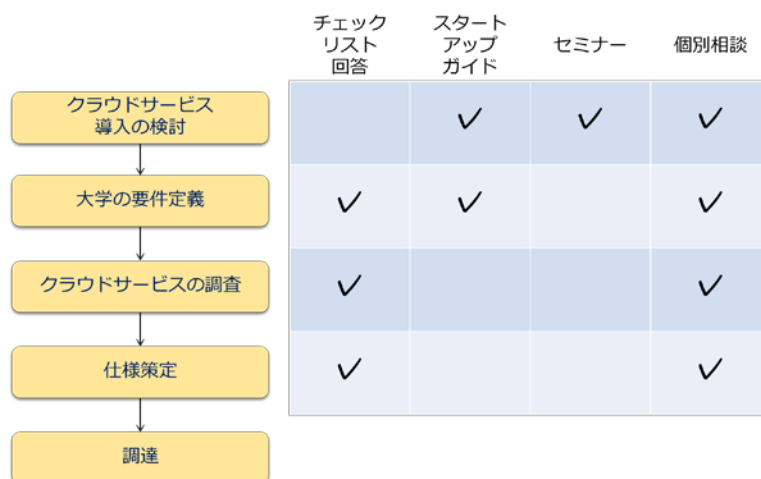 チェック
リスト
回答
スタート
アップ
ガイド
セミナー
個別相談
クラウドサービス
導入の検討
大学の要件定義
クラウドサービスの調査
仕様策定
調達